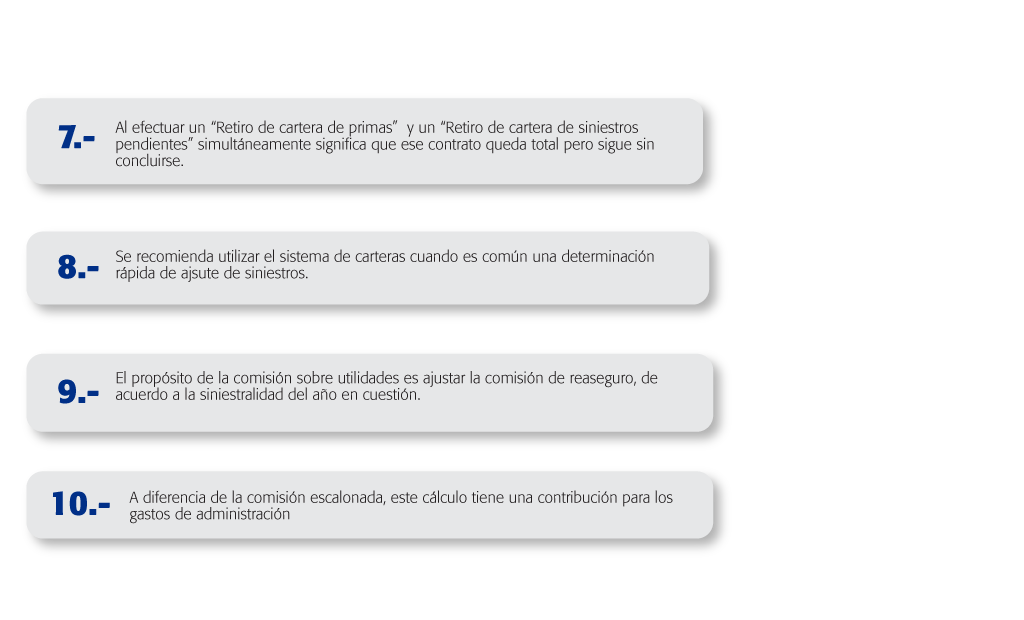 7.- Al efectuar un “Retiro de cartera de primas” y un “Retiro de cartera de siniestros
pendientes” simultáneamente significa que ese contrato queda total pero sigue sin
concluirse.
8.- Se recomienda utilizar el sistema de carteras cuando es común una determinación
rápida de ajsute de siniestros.
9.- El propósito de la comisión sobre utilidades es ajustar la comisión de reaseguro, de
acuerdo a la siniestralidad del año en cuestión.
10.- A diferencia de la comisión escalonada, este cálculo tiene una contribución para los
gastos de administración